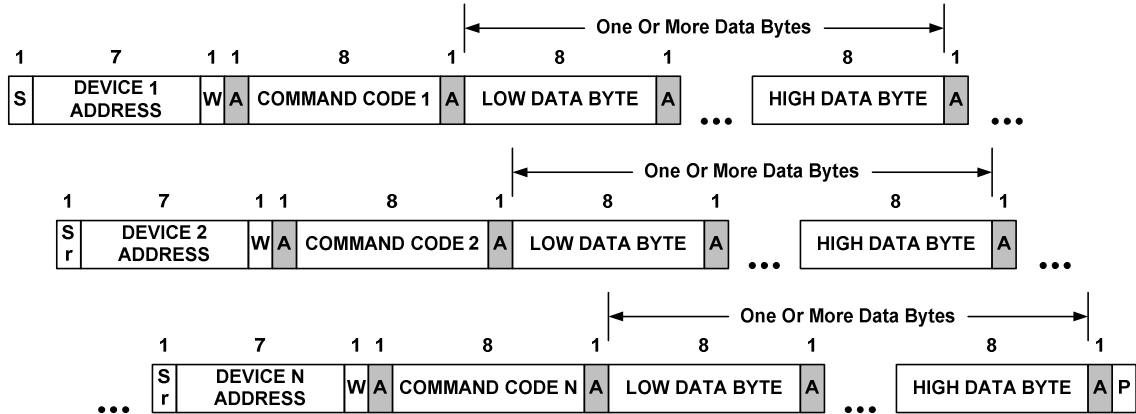 One Or More Data Bytes
1 7 1 1 8 1 8 1 8 1
S DEVICE 1 ADDRESS W A COMMAND CODE 1 A LOW DATA BYTE A ... HIGH DATA BYTE A ...
One Or More Data Bytes
1 7 1 1 8 1 8 1 8 1
Sr DEVICE 2 ADDRESS W A COMMAND CODE 2 A LOW DATA BYTE A ... HIGH DATA BYTE A ...
One Or More Data Bytes
1 7 1 1 8 1 8 1 8 1
... Sr DEVICE N ADDRESS W A COMMAND CODE N A LOW DATA BYTE A ... HIGH DATA BYTE A P